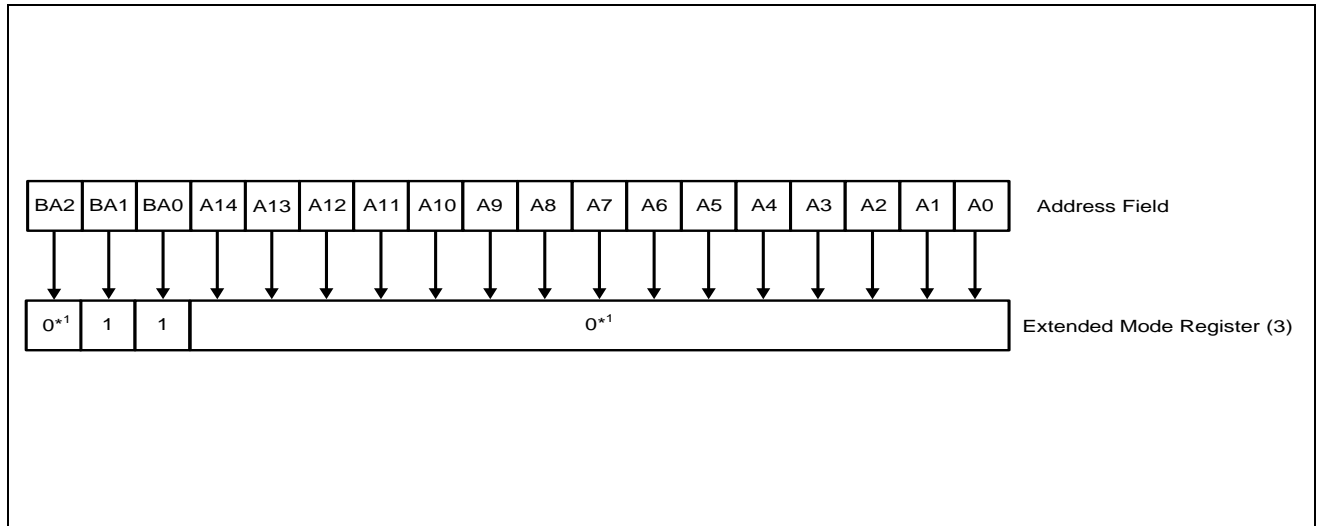 BA2 BA1 BA0 A14 A13 A12 A11 A10 A9 A8 A7 A6 A5 A4 A3 A2 A1 A0 Address Field
0*1 1 1 0*1 Extended Mode Register (3)